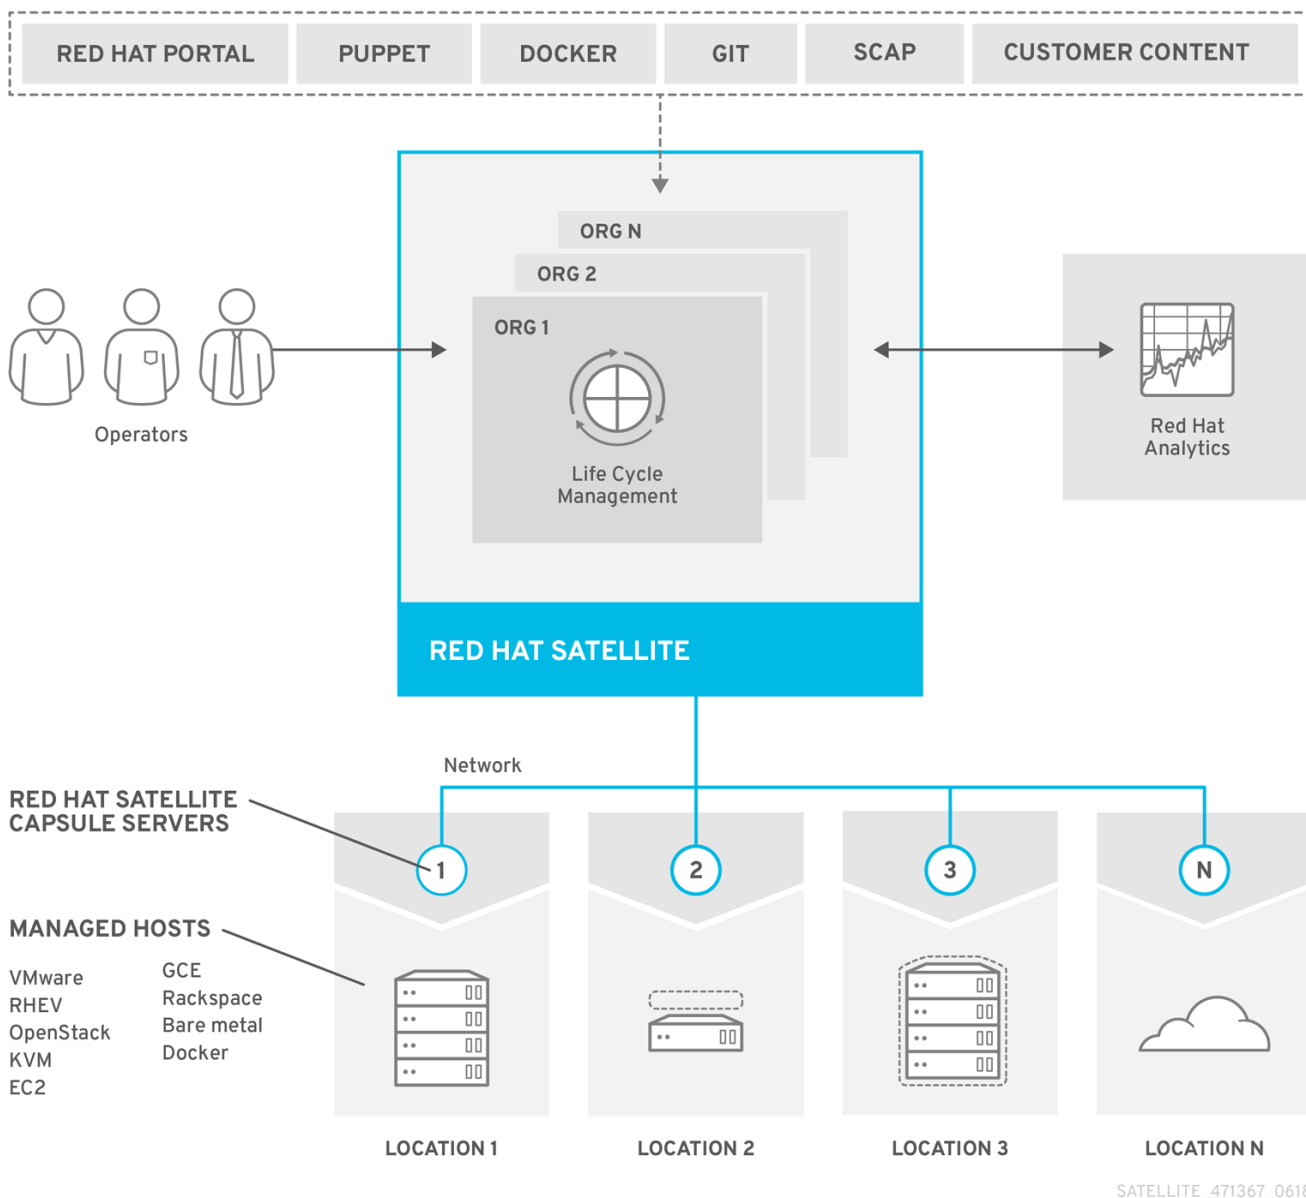 RED HAT PORTAL
PUPPET
DOCKER
GIT
SCAP
CUSTOMER CONTENT
ORG N
ORG 2
ORG 1
Life Cycle
Management
Operators
Red Hat
Analytics
RED HAT SATELLITE
Network
RED HAT SATELLITE
CAPSULE SERVERS
1
2
3
N
MANAGED HOSTS
VMware
RHEV
OpenStack
KVM
EC2
GCE
Rackspace
Bare metal
Docker
LOCATION 1
LOCATION 2
LOCATION 3
LOCATION N
SATELLITE_471367_0618